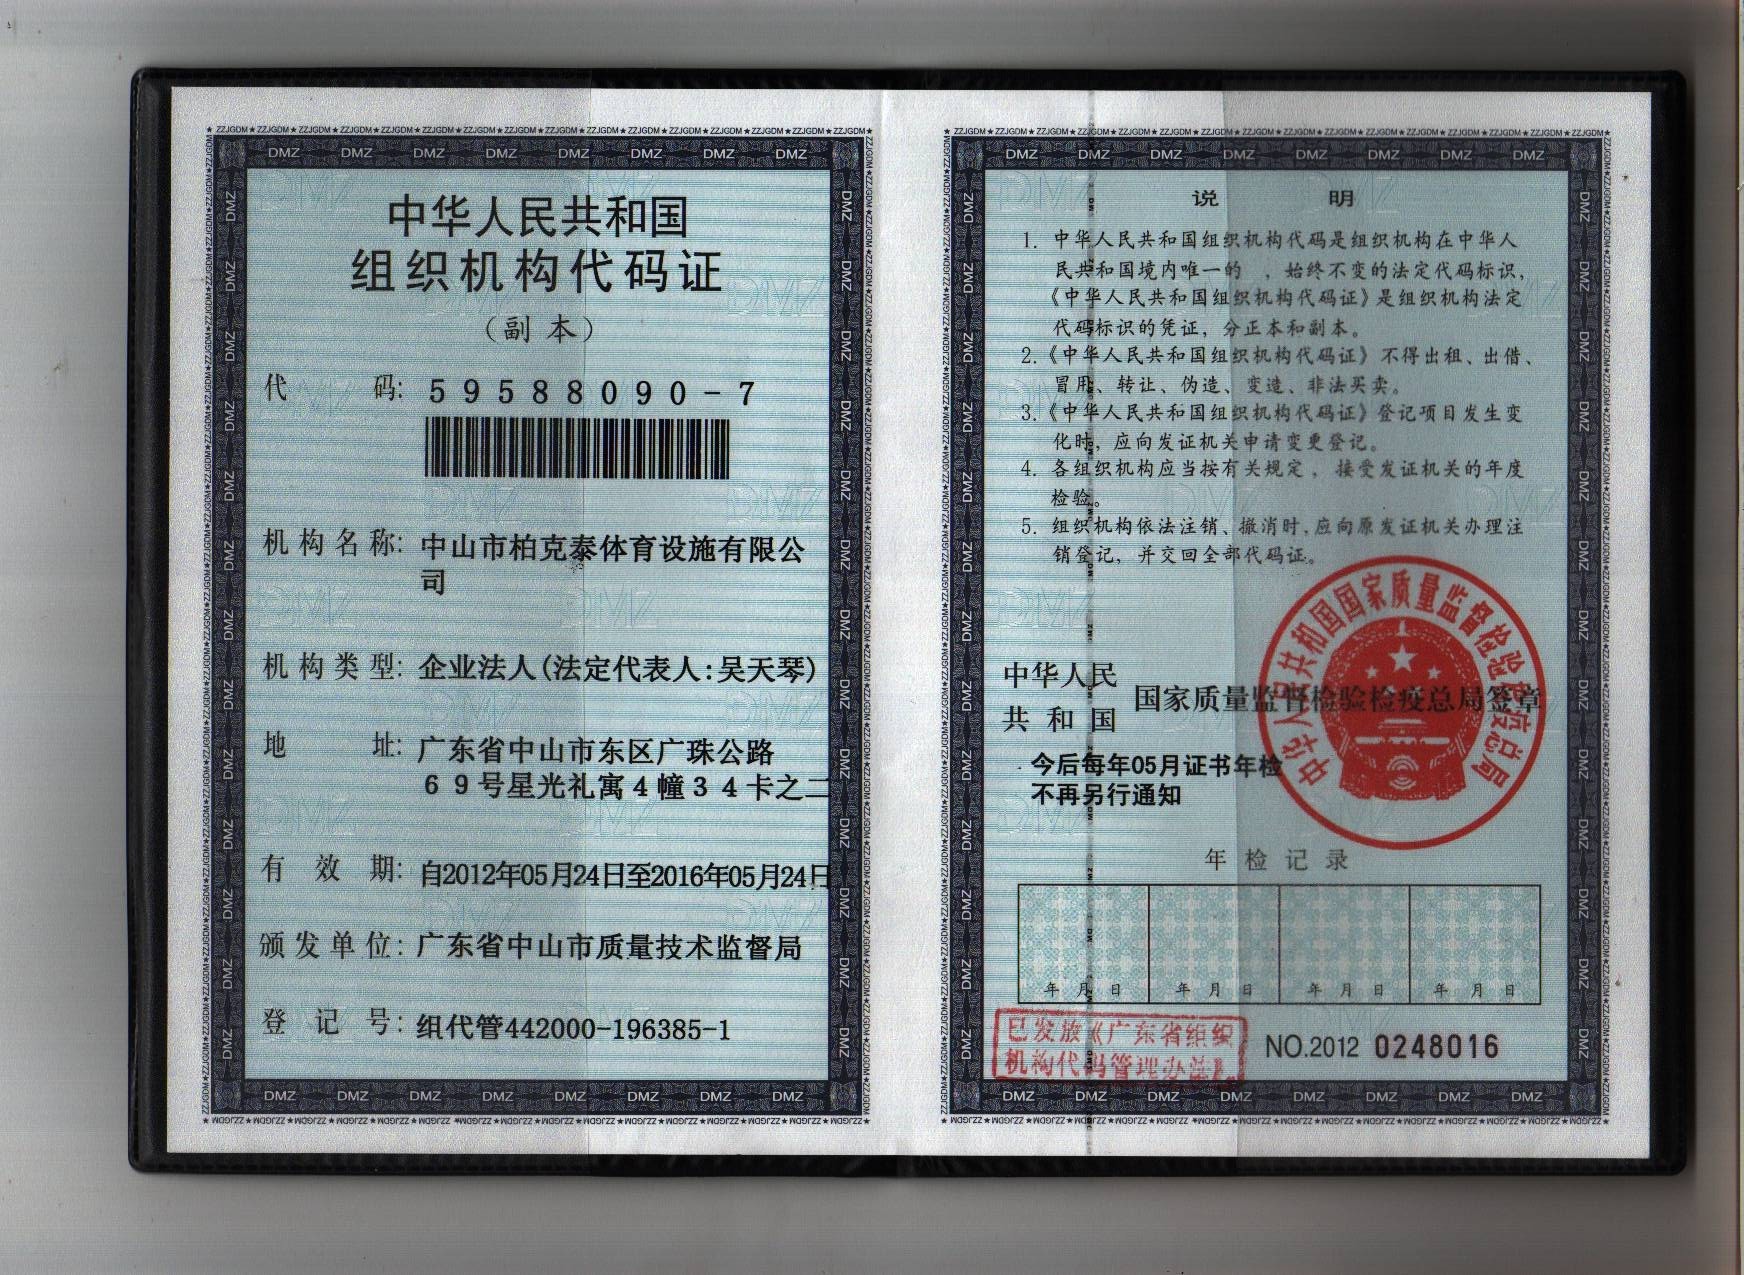 中华人民共和国
组织机构代码证
（副本）
代 码: 59588090-7
机构名称: 中山市柏克泰体育设施有限公
司
机构类型: 企业法人(法定代表人:吴天琴)
地 址: 广东省中山市东区广珠公路
69号星光礼寓4幢34卡之二
有 效 期: 自2012年05月24日至2016年05月24日
颁发单位: 广东省中山市质量技术监督局
登 记 号: 组代管442000-196385-1
说 明
1. 中华人民共和国组织机构代码是组织机构在中华人
民共和国境内唯一的 ，始终不变的法定代码标识，
《中华人民共和国组织机构代码证》是组织机构法定
代码标识的凭证，分正本和副本。
2.《中华人民共和国组织机构代码证》不得出租、出借、
冒用、转让、伪造、变造、非法买卖。
3.《中华人民共和国组织机构代码证》登记项目发生变
化时，应向发证机关申请变更登记。
4. 各组织机构应当按有关规定，接受发证机关的年度
检验。
5. 组织机构依法注销、撤消时,应向原发证机关办理注
销登记，并交回全部代码证。
中华人民
共和国 国家质量监督检验检疫总局签章
中华人民共和国国家质量监督检验检疫总局
今后每年05月证书年检
不再另行通知
年检记录
年 月 日 年 月 日 年 月 日 年 月 日
已发放《广东省组织
机构代码管理办法》。
NO.2012 0248016